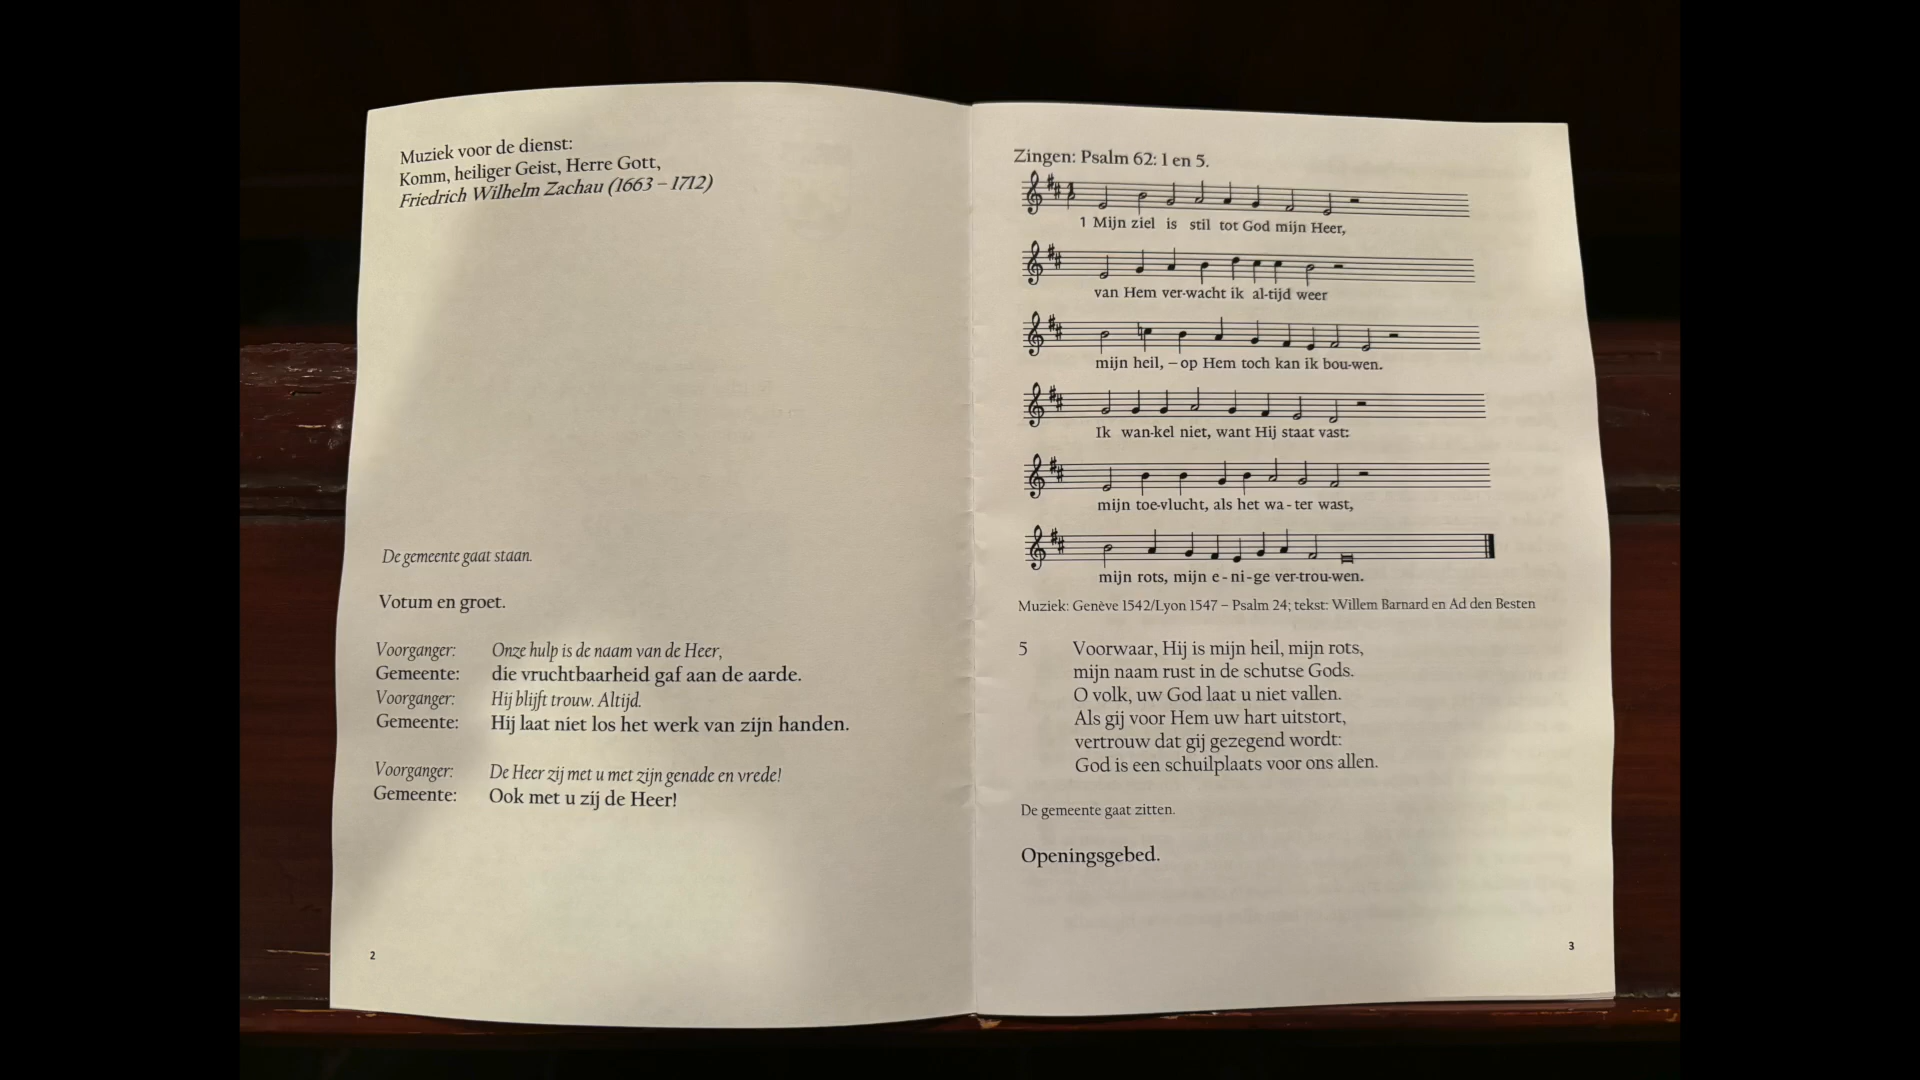 Muziek voor de dienst:
Komm, heiliger Geist, Herre Gott,
Friedrich Wilhelm Zachau (1663 – 1712)
De gemeente gaat staan.
Votum en groet.
Voorganger: Onze hulp is de naam van de Heer,
Gemeente: die vruchtbaarheid gaf aan de aarde.
Voorganger: Hij blijft trouw. Altijd.
Gemeente: Hij laat niet los het werk van zijn handen.
Voorganger: De Heer zij met u met zijn genade en vrede!
Gemeente: Ook met u zij de Heer!
2
Zingen: Psalm 62: 1 en 5.
1 Mijn ziel is stil tot God mijn Heer,
van Hem ver-wacht ik al-tijd weer
mijn heil, – op Hem toch kan ik bou-wen.
Ik wan-kel niet, want Hij staat vast:
mijn toe-vlucht, als het wa-ter wast,
mijn rots, mijn e-ni-ge ver-trou-wen.
Muziek: Genève 1542/Lyon 1547 – Psalm 24; tekst: Willem Barnard en Ad den Besten
5 Voorwaar, Hij is mijn heil, mijn rots,
mijn naam rust in de schutse Gods.
O volk, uw God laat u niet vallen.
Als gij voor Hem uw hart uitstort,
vertrouw dat gij gezegend wordt:
God is een schuilplaats voor ons allen.
De gemeente gaat zitten.
Openingsgebed.
3